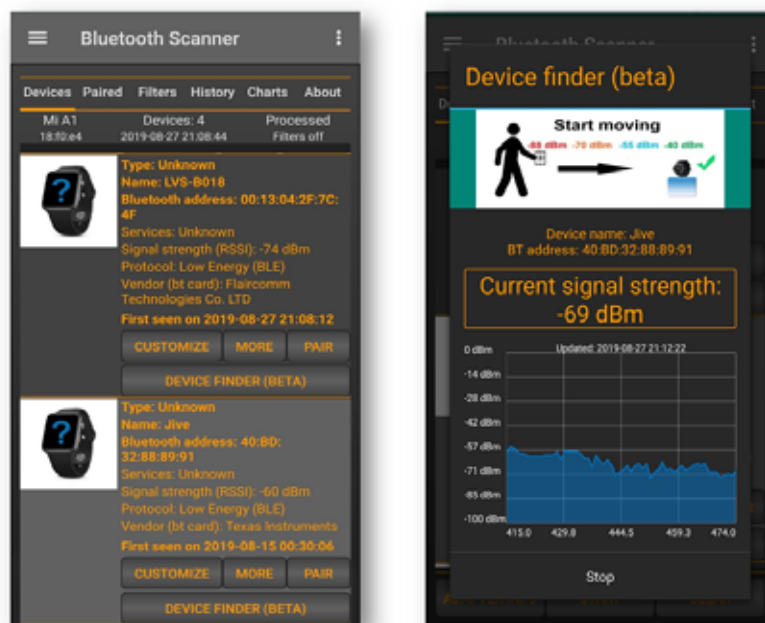 Bluetooth Scanner
Devices Paired Filters History Charts About
Mi A1 Devices: 4 Processed
18:f0:e4 2019-08-27 21:08:44 Filters off
Type: Unknown
Name: LVS-B018
Bluetooth address: 00:13:04:2F:7C:
4F
Services: Unknown
Signal strength (RSSI): -74 dBm
Protocol: Low Energy (BLE)
Vendor (bt card): Flaircomm
Technologies Co. LTD
First seen on 2019-08-27 21:08:12
CUSTOMIZE MORE PAIR
DEVICE FINDER (BETA)
Type: Unknown
Name: Jive
Bluetooth address: 40:BD:
32:88:89:91
Services: Unknown
Signal strength (RSSI): -60 dBm
Protocol: Low Energy (BLE)
Vendor (bt card): Texas Instruments
First seen on 2019-08-15 00:30:06
CUSTOMIZE MORE PAIR
DEVICE FINDER (BETA)
Bluetooth Scanner
Device finder (beta)
Start moving
-88 dBm -70 dBm -55 dBm -40 dBm
Device name: Jive
BT address: 40:BD:32:88:89:91
Current signal strength:
-69 dBm
Updated: 2019-08-27 21:12:22
0 dBm
-14 dBm
-28 dBm
-42 dBm
-57 dBm
-71 dBm
-85 dBm
-100 dBm
415.0 429.8 444.5 459.3 474.0
Stop